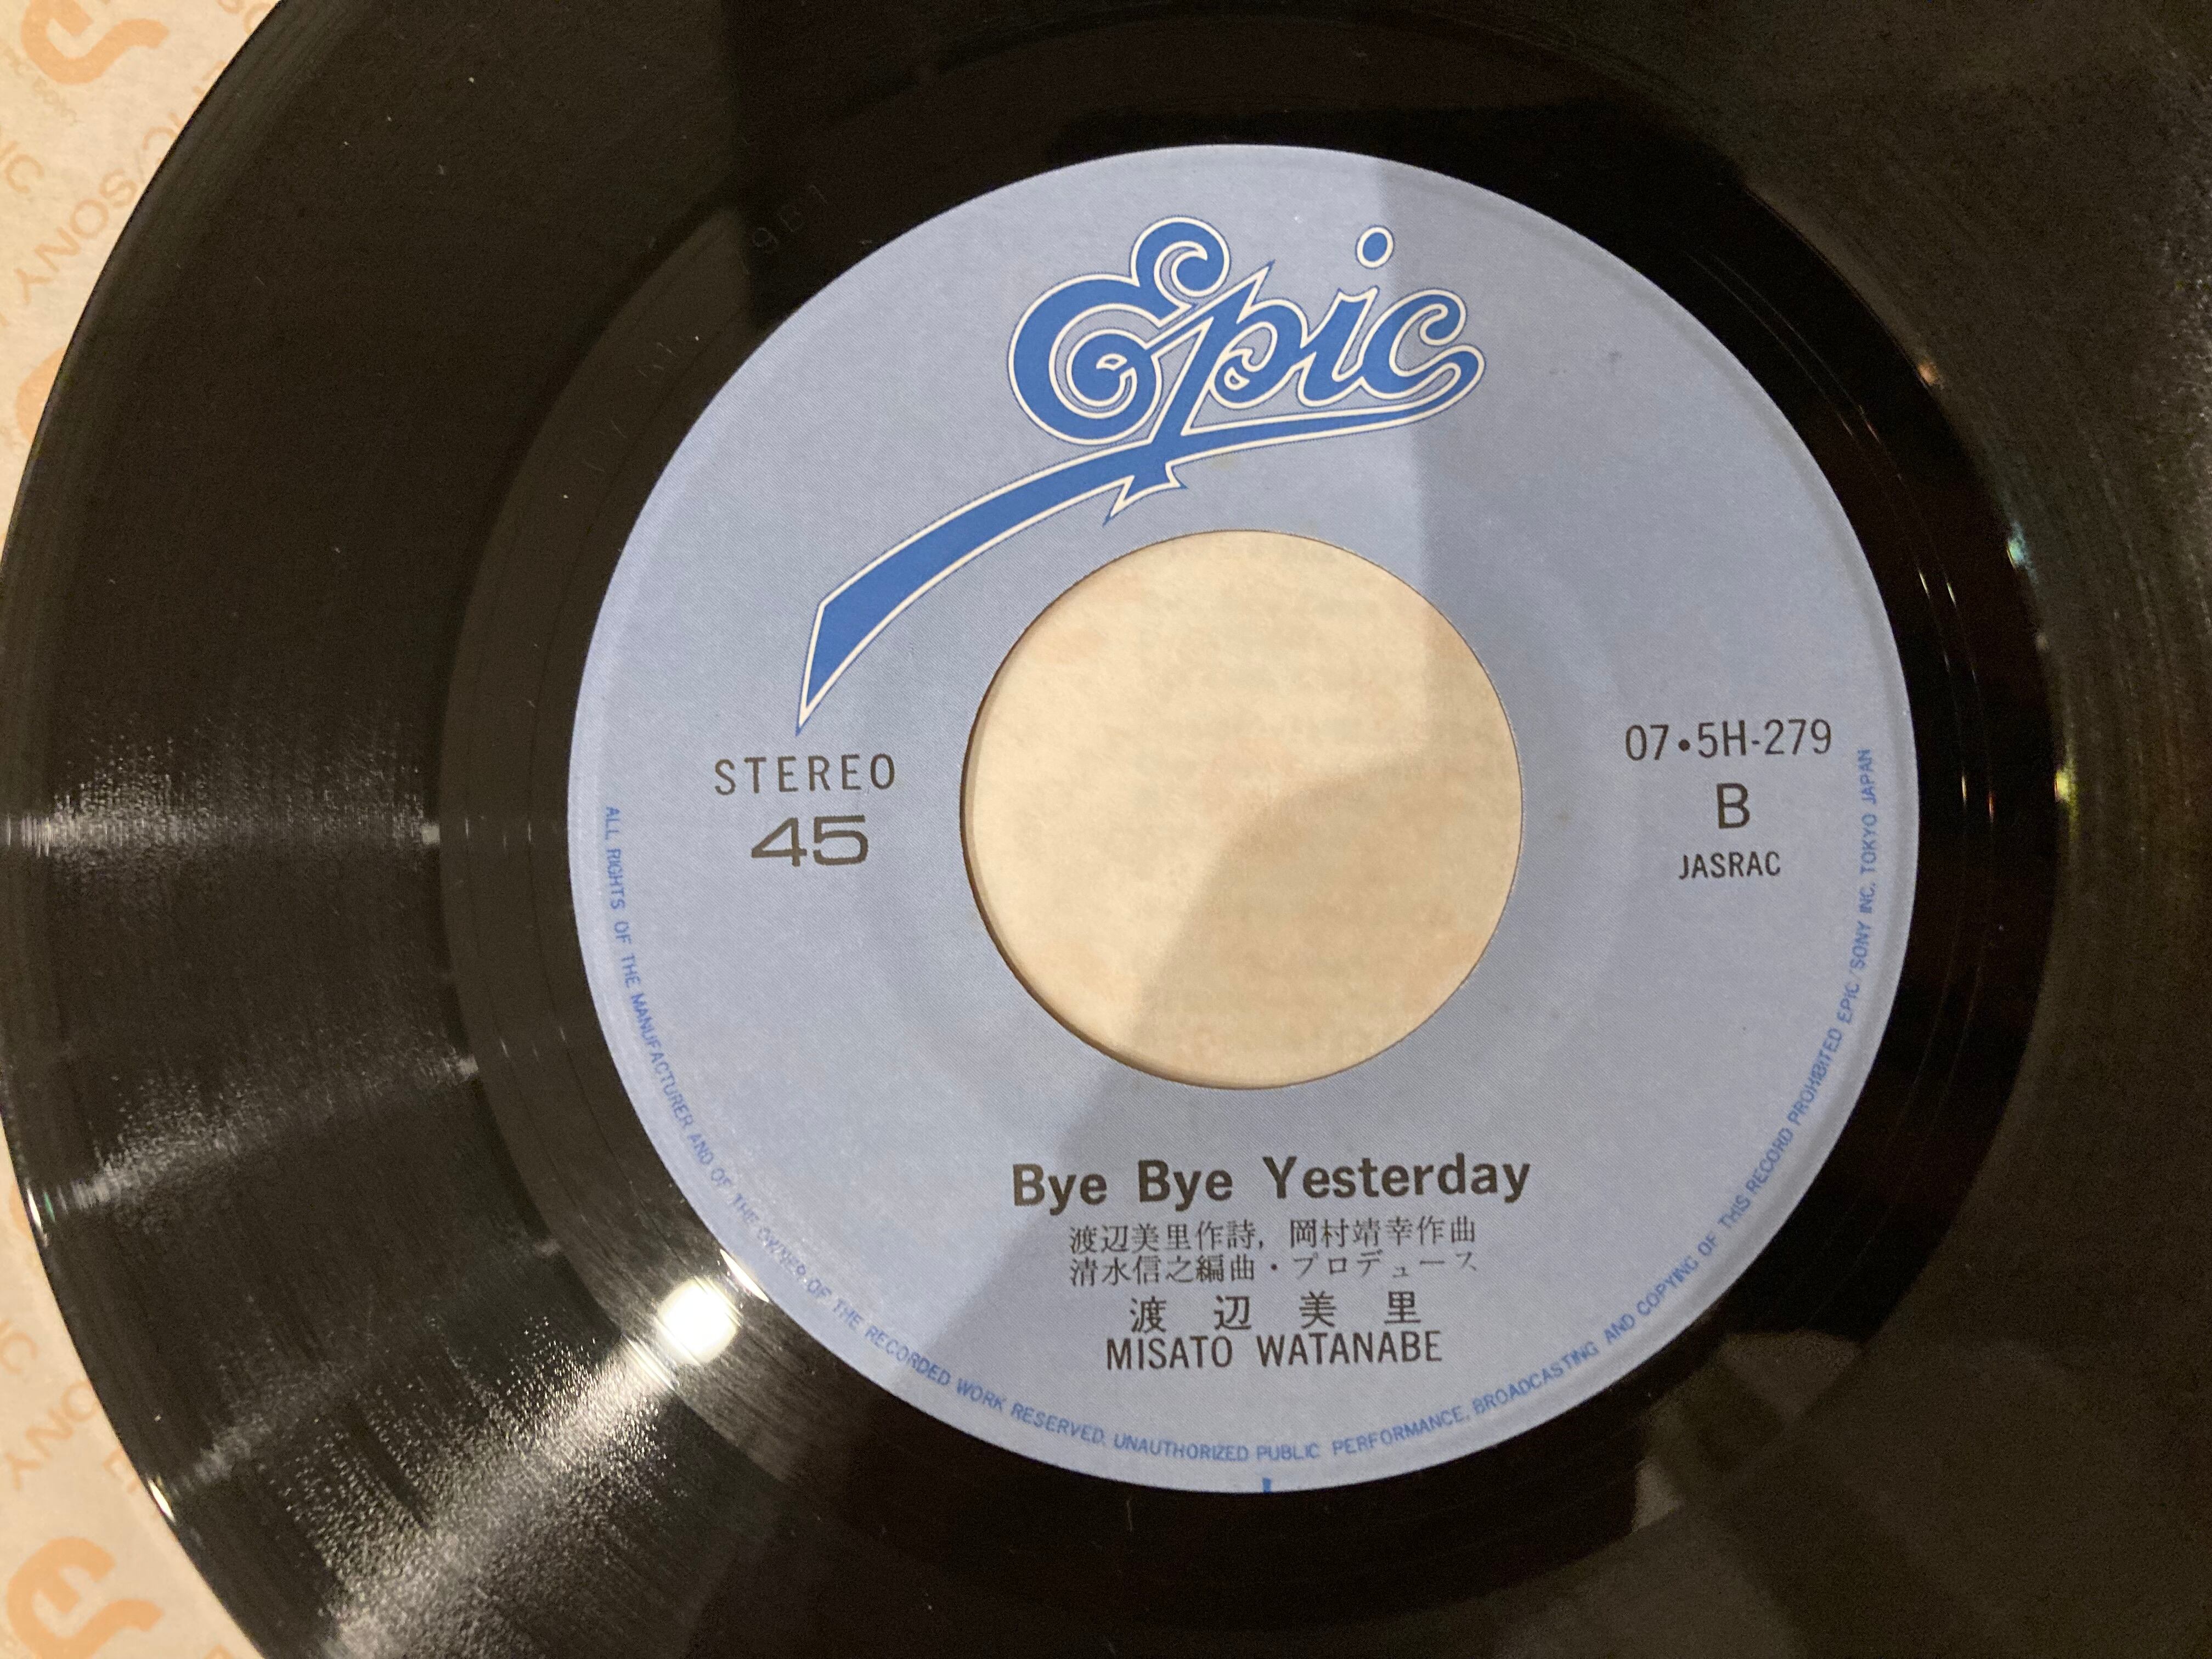 Epic
STEREO
45
07•5H-279
B
JASRAC
Bye Bye Yesterday
渡辺美里作詩, 岡村靖幸作曲
清水信之編曲・プロデュース
渡辺美里
MISATO WATANABE
ALL RIGHTS OF THE MANUFACTURER AND OF THE OWNER OF THE RECORDED WORK RESERVED. UNAUTHORIZED PUBLIC PERFORMANCE, BROADCASTING AND COPYING OF THIS RECORD PROHIBITED EPIC/SONY INC. TOKYO JAPAN
SONY